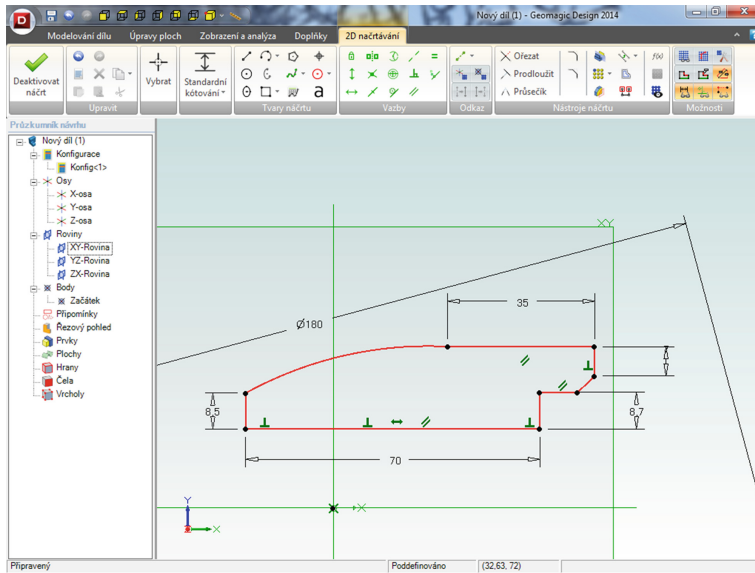 Nový díl (1) - Geomagic Design 2014
D
Modelování dílu Úpravy ploch Zobrazení a analýza Doplňky 2D načrtávání
Deaktivovat náčrt
Vybrat
Standardní kótování
a
Ořezat
Prodloužit
Průsečík
f(x)
Upravit Tvary náčrtu Vazby Odkaz Nástroje náčrtu Možnosti
Průzkumník návrhu
Nový díl (1)
Konfigurace
Konfig<1>
Osy
X-osa
Y-osa
Z-osa
Roviny
XY-Rovina
YZ-Rovina
ZX-Rovina
Body
Začátek
Připomínky
Řezový pohled
Prvky
Plochy
Hrany
Čela
Vrcholy
XY
35
Ø180
7
8,5
8,7
70
Y
X
X
Připravený Poddefinováno (32,63, 72)